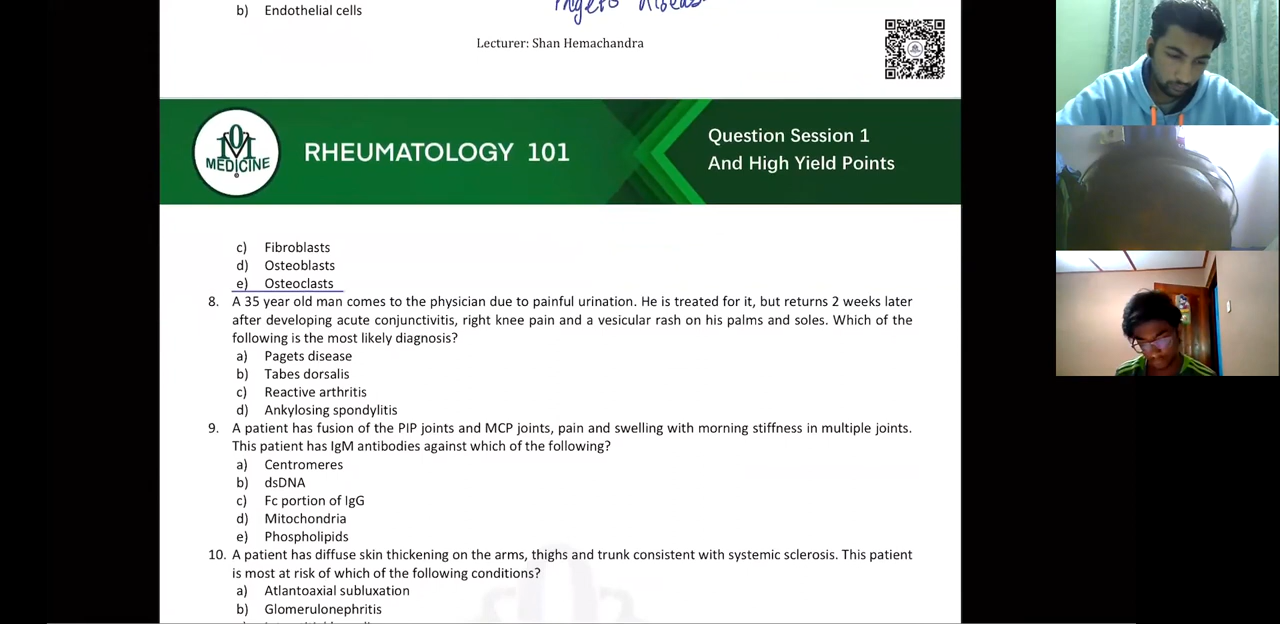 b) Endothelial cells
Lecturer: Shan Hemachandra
MEDICINE
RHEUMATOLOGY 101
Question Session 1
And High Yield Points
c) Fibroblasts
d) Osteoblasts
e) Osteoclasts
8. A 35 year old man comes to the physician due to painful urination. He is treated for it, but returns 2 weeks later
after developing acute conjunctivitis, right knee pain and a vesicular rash on his palms and soles. Which of the
following is the most likely diagnosis?
a) Pagets disease
b) Tabes dorsalis
c) Reactive arthritis
d) Ankylosing spondylitis
9. A patient has fusion of the PIP joints and MCP joints, pain and swelling with morning stiffness in multiple joints.
This patient has IgM antibodies against which of the following?
a) Centromeres
b) dsDNA
c) Fc portion of IgG
d) Mitochondria
e) Phospholipids
10. A patient has diffuse skin thickening on the arms, thighs and trunk consistent with systemic sclerosis. This patient
is most at risk of which of the following conditions?
a) Atlantoaxial subluxation
b) Glomerulonephritis